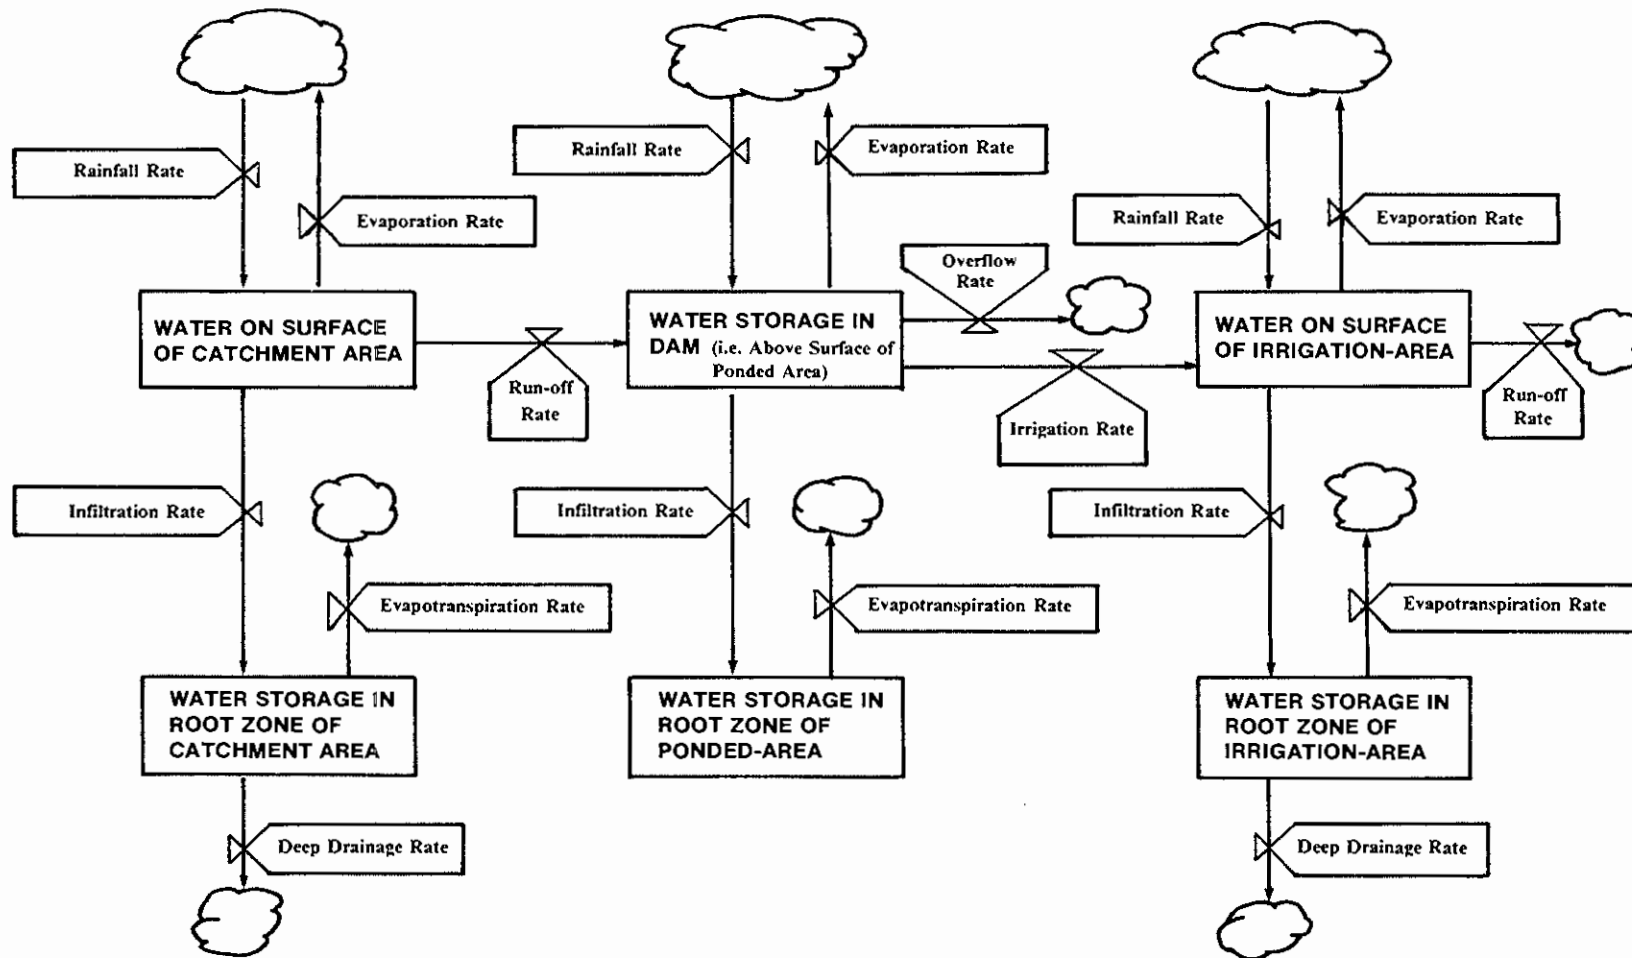 Rainfall Rate
Evaporation Rate
Rainfall Rate
Evaporation Rate
Rainfall Rate
Evaporation Rate
WATER ON SURFACE
OF CATCHMENT AREA
Run-off
Rate
WATER STORAGE IN
DAM (i.e. Above Surface of
Ponded Area)
Overflow
Rate
Irrigation Rate
WATER ON SURFACE
OF IRRIGATION-AREA
Run-off
Rate
Infiltration Rate
Evapotranspiration Rate
Infiltration Rate
Evapotranspiration Rate
Infiltration Rate
Evapotranspiration Rate
WATER STORAGE IN
ROOT ZONE OF
CATCHMENT AREA
WATER STORAGE IN
ROOT ZONE OF
PONDED-AREA
WATER STORAGE IN
ROOT ZONE OF
IRRIGATION-AREA
Deep Drainage Rate
Deep Drainage Rate